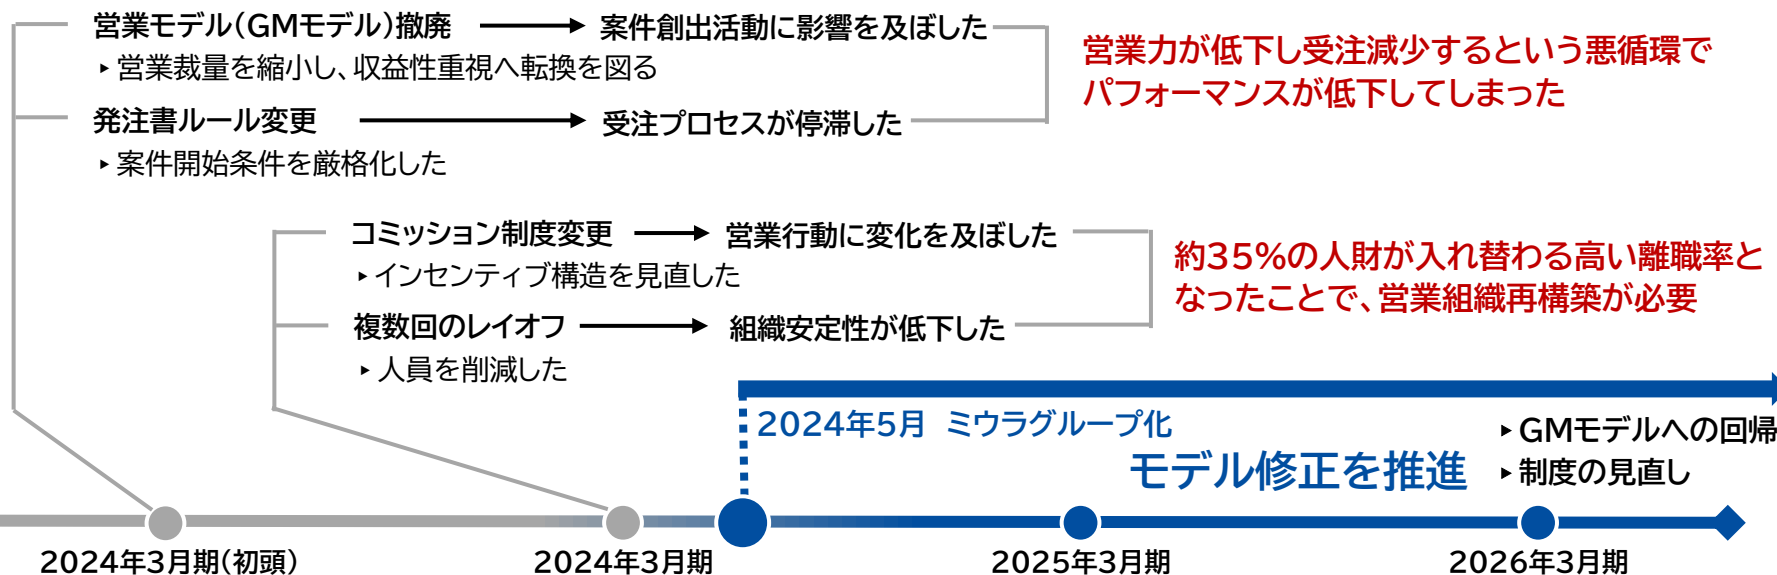 営業モデル(GMモデル)撤廃
案件創出活動に影響を及ぼした
▸営業裁量を縮小し、収益性重視へ転換を図る
発注書ルール変更
受注プロセスが停滞した
▸案件開始条件を厳格化した
営業力が低下し受注減少するという悪循環で
パフォーマンスが低下してしまった
コミッション制度変更
営業行動に変化を及ぼした
▸インセンティブ構造を見直した
複数回のレイオフ
組織安定性が低下した
▸人員を削減した
約35%の人財が入れ替わる高い離職率と
なったことで、営業組織再構築が必要
2024年5月 ミウラグループ化
モデル修正を推進
▸GMモデルへの回帰
▸制度の見直し
2024年3月期(初頭)
2024年3月期
2025年3月期
2026年3月期